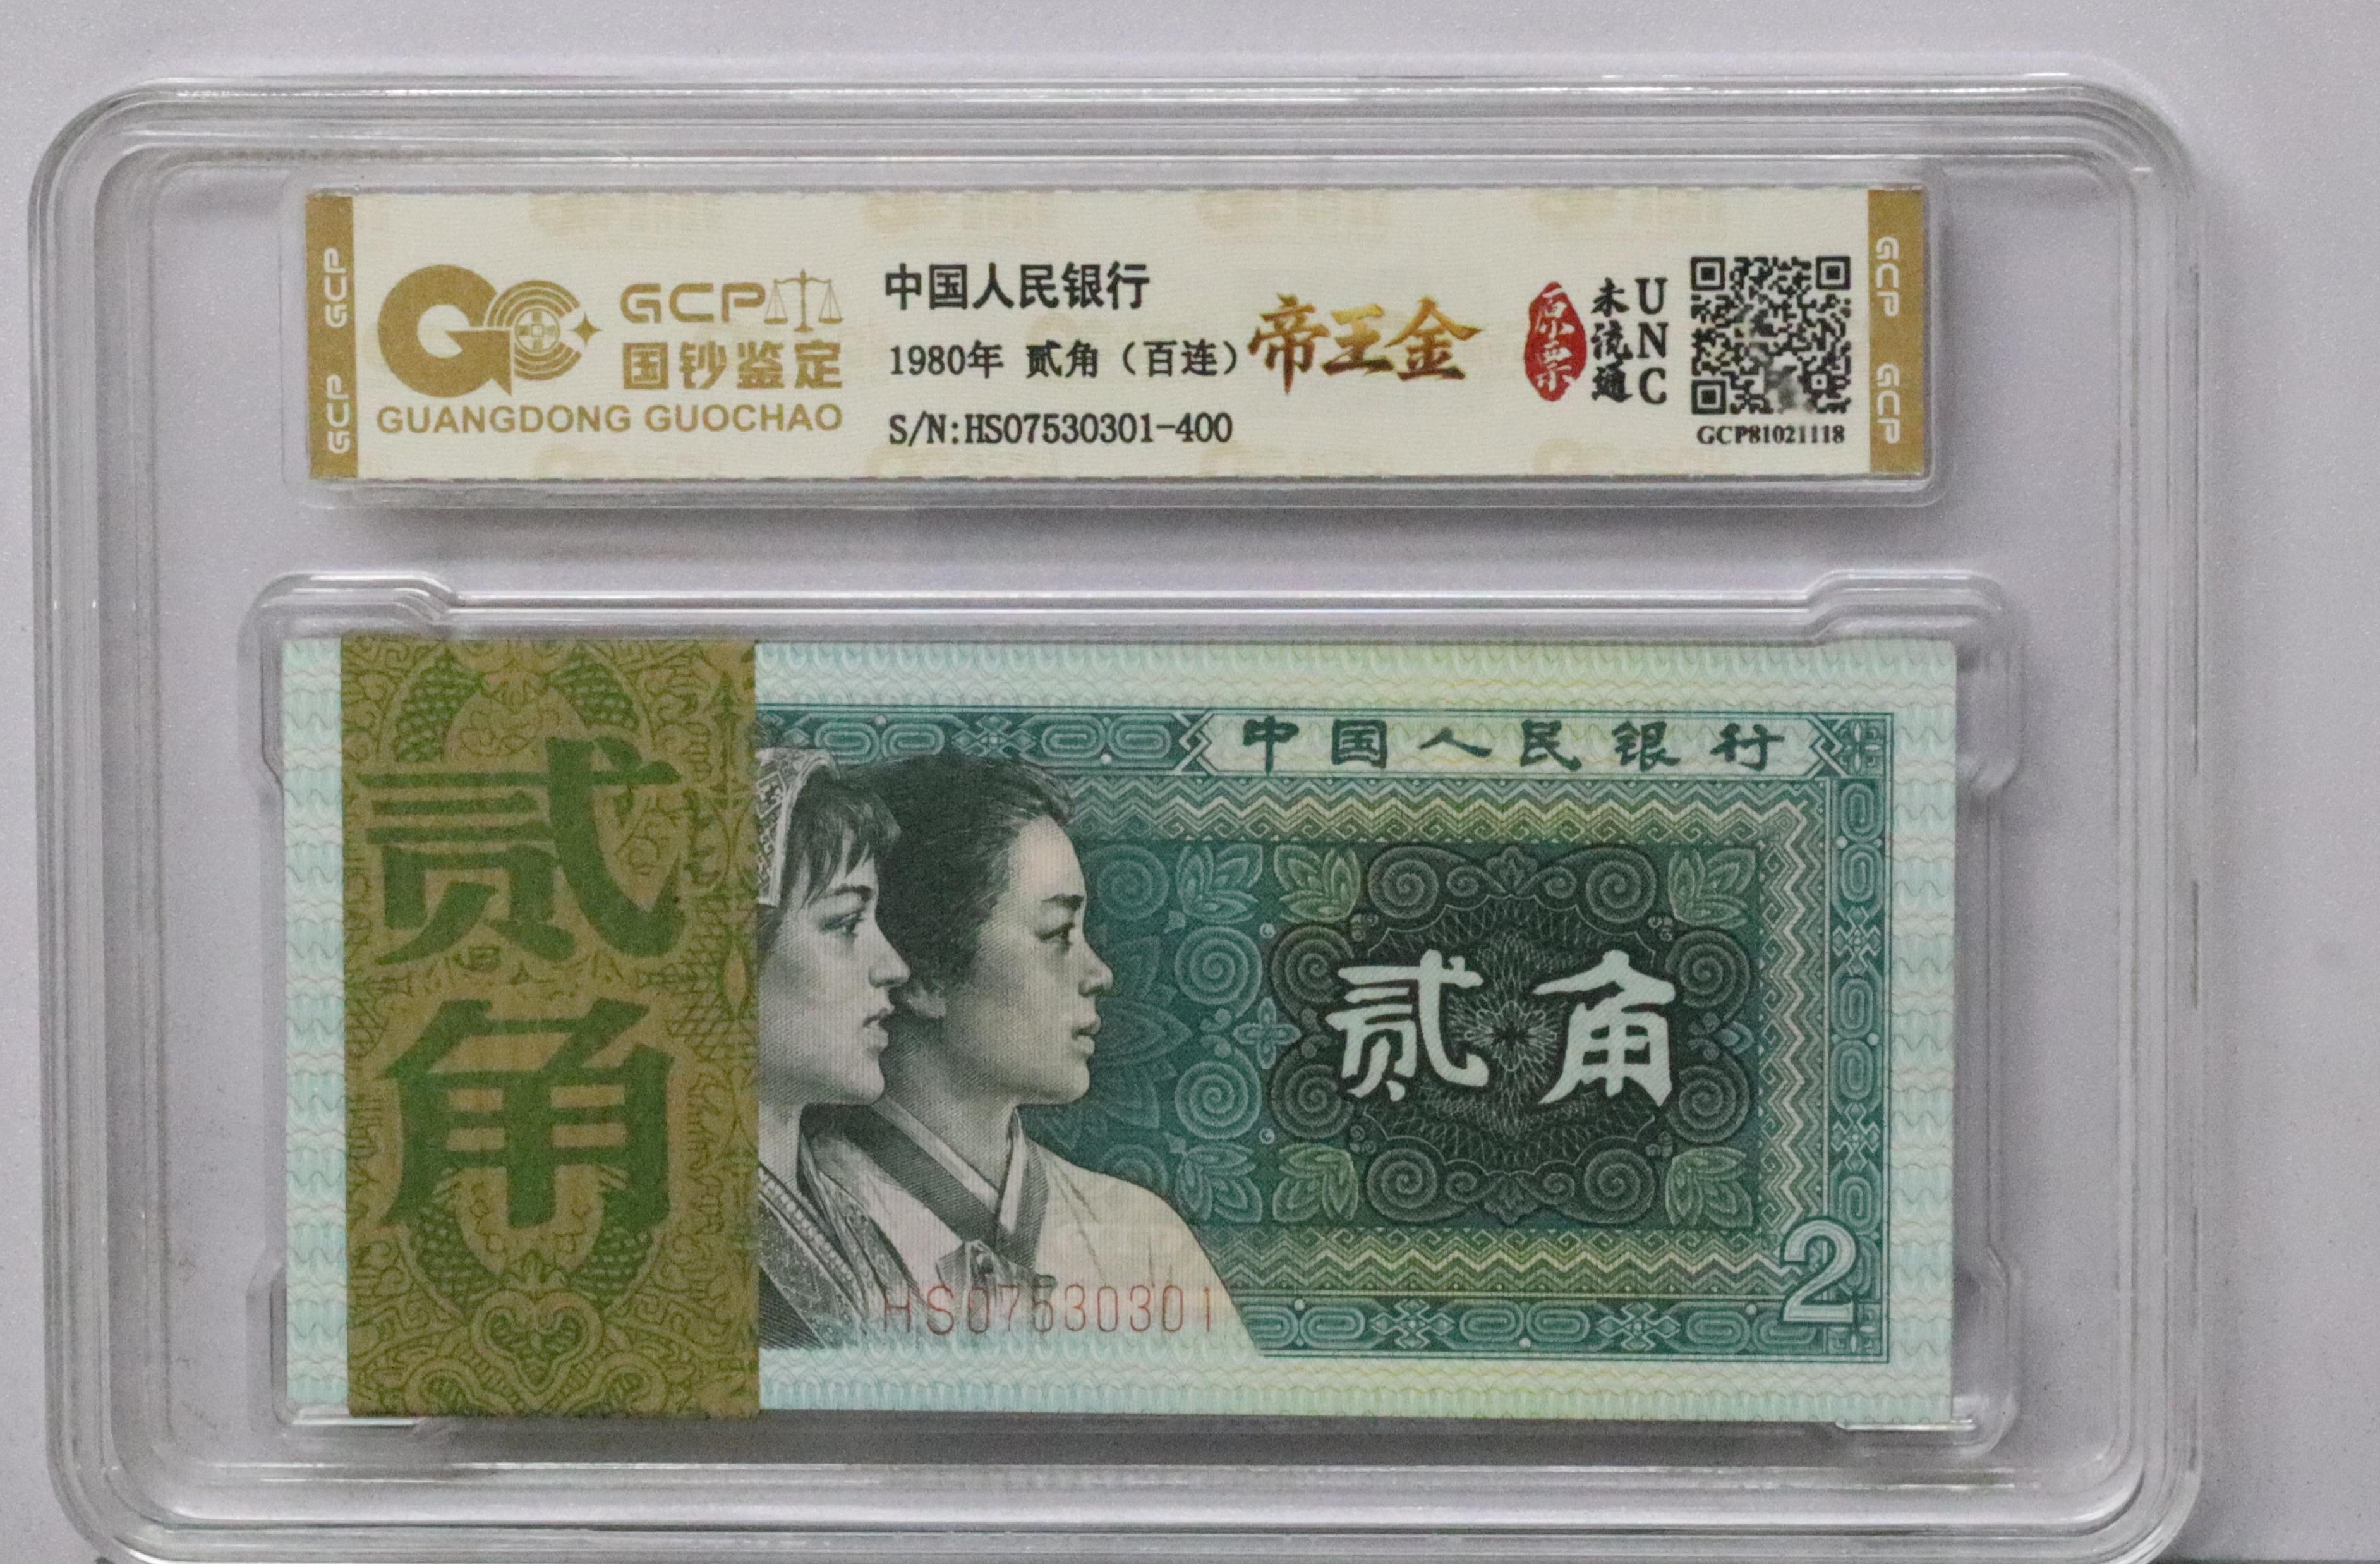 GCP
GCP
GCP
国钞鉴定
GUANGDONG GUOCHAO
中国人民银行
1980年 贰角（百连）
帝王金
S/N:HS07530301-400
原票
未流通
UNC
GCP81021118
GCP
GCP
贰角
中国人民银行
贰角
HS07530301
2